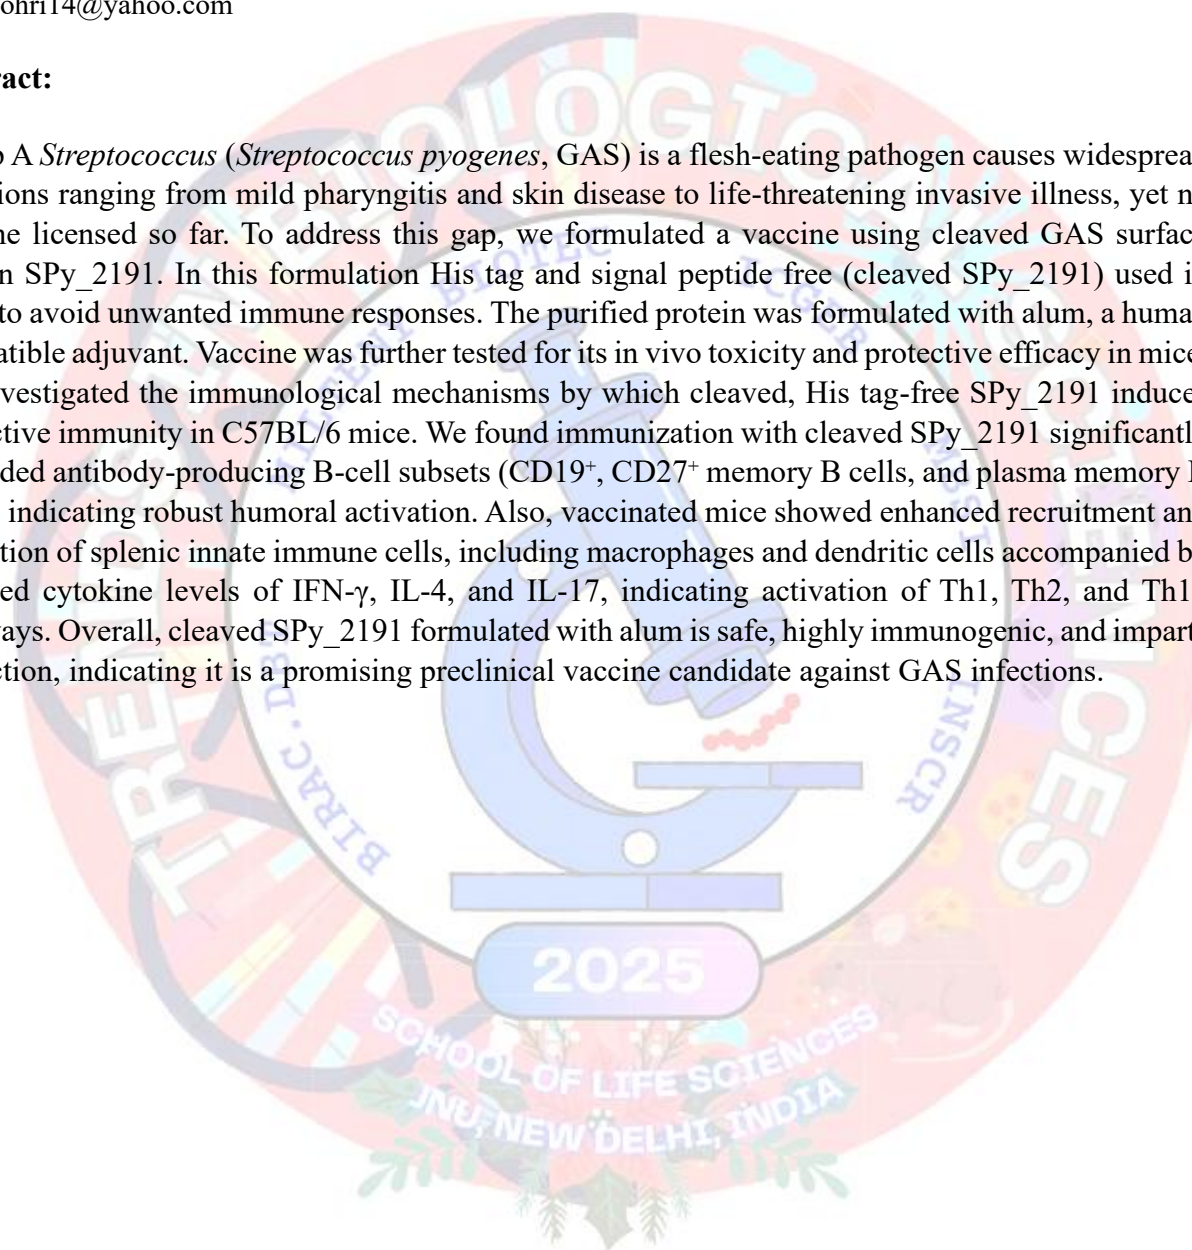 ohri14@yahoo.com
ract:
o A Streptococcus (Streptococcus pyogenes, GAS) is a flesh-eating pathogen causes widesprea
ions ranging from mild pharyngitis and skin disease to life-threatening invasive illness, yet n
ne licensed so far. To address this gap, we formulated a vaccine using cleaved GAS surfac
n SPy_2191. In this formulation His tag and signal peptide free (cleaved SPy_2191) used i
to avoid unwanted immune responses. The purified protein was formulated with alum, a huma
atible adjuvant. Vaccine was further tested for its in vivo toxicity and protective efficacy in mice
vestigated the immunological mechanisms by which cleaved, His tag-free SPy_2191 induce
ctive immunity in C57BL/6 mice. We found immunization with cleaved SPy_2191 significantl
ded antibody-producing B-cell subsets (CD19⁺, CD27⁺ memory B cells, and plasma memory
, indicating robust humoral activation. Also, vaccinated mice showed enhanced recruitment an
tion of splenic innate immune cells, including macrophages and dendritic cells accompanied b
ed cytokine levels of IFN-γ, IL-4, and IL-17, indicating activation of Th1, Th2, and Th1
ays. Overall, cleaved SPy_2191 formulated with alum is safe, highly immunogenic, and impart
ction, indicating it is a promising preclinical vaccine candidate against GAS infections.
TRENDS
SCIENCES
BIRAC.DBT
INSCR
2025
SCHOOL OF LIFE SCIENCES
JNU, NEW DELHI, INDIA